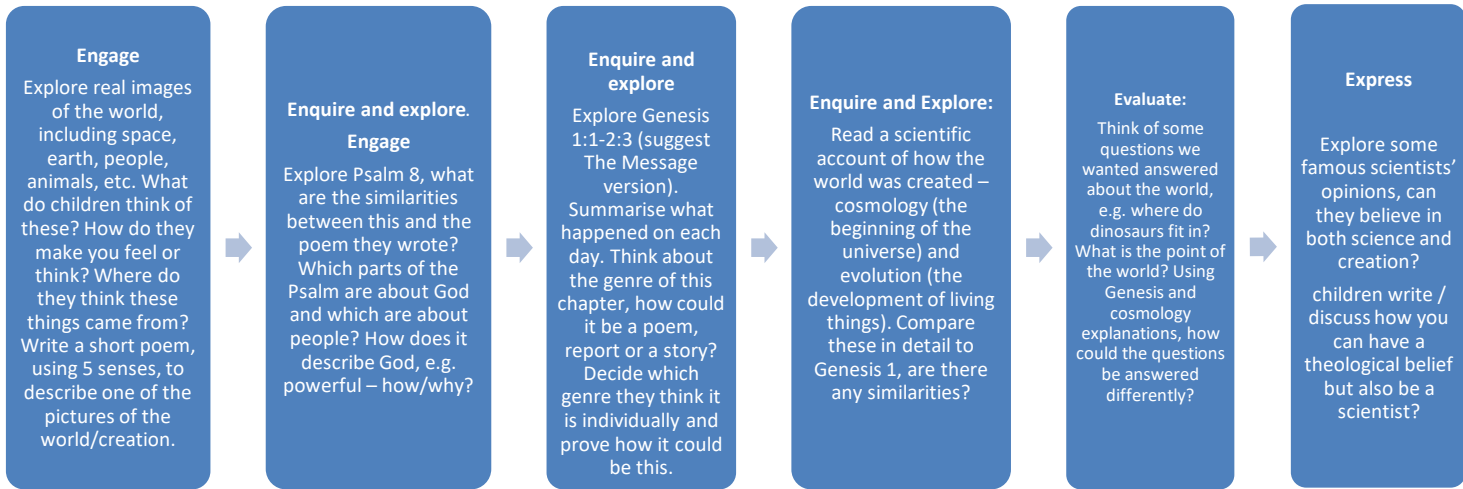 Engage
Explore real images
of the world,
including space,
earth, people,
animals, etc. What
do children think of
these? How do they
make you feel or
think? Where do
they think these
things came from?
Write a short poem,
using 5 senses, to
describe one of the
pictures of the
world/creation.
Enquire and explore.
Engage
Explore Psalm 8, what
are the similarities
between this and the
poem they wrote?
Which parts of the
Psalm are about God
and which are about
people? How does it
describe God, e.g.
powerful – how/why?
Enquire and
explore
Explore Genesis
1:1-2:3 (suggest
The Message
version).
Summarise what
happened on each
day. Think about
the genre of this
chapter, how could
it be a poem,
report or a story?
Decide which
genre they think it
is individually and
prove how it could
be this.
Enquire and Explore:
Read a scientific
account of how the
world was created –
cosmology (the
beginning of the
universe) and
evolution (the
development of living
things). Compare
these in detail to
Genesis 1, are there
any similarities?
Evaluate:
Think of some
questions we
wanted answered
about the world,
e.g. where do
dinosaurs fit in?
What is the point of
the world? Using
Genesis and
cosmology
explanations, how
could the questions
be answered
differently?
Express
Explore some
famous scientists'
opinions, can
they believe in
both science and
creation?
children write /
discuss how you
can have a
theological belief
but also be a
scientist?